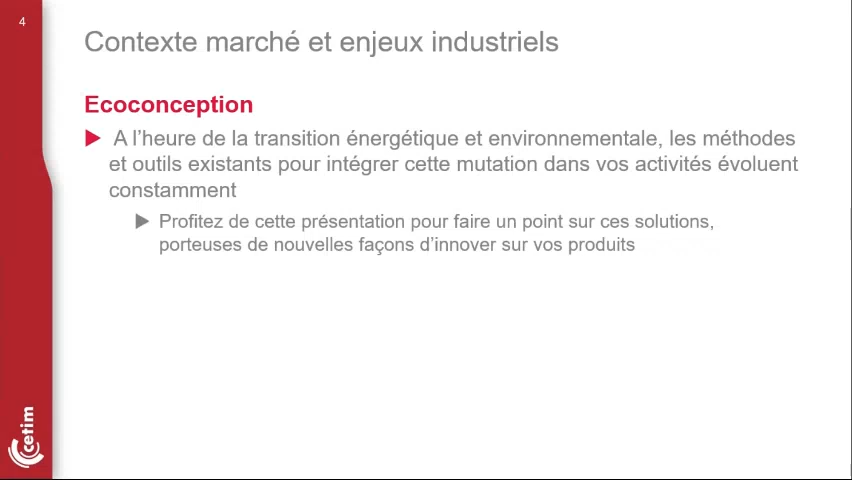 4
Contexte marché et enjeux industriels
Ecoconception
A l’heure de la transition énergétique et environnementale, les méthodes
et outils existants pour intégrer cette mutation dans vos activités évoluent
constamment
Profitez de cette présentation pour faire un point sur ces solutions,
porteuses de nouvelles façons d’innover sur vos produits
cetim